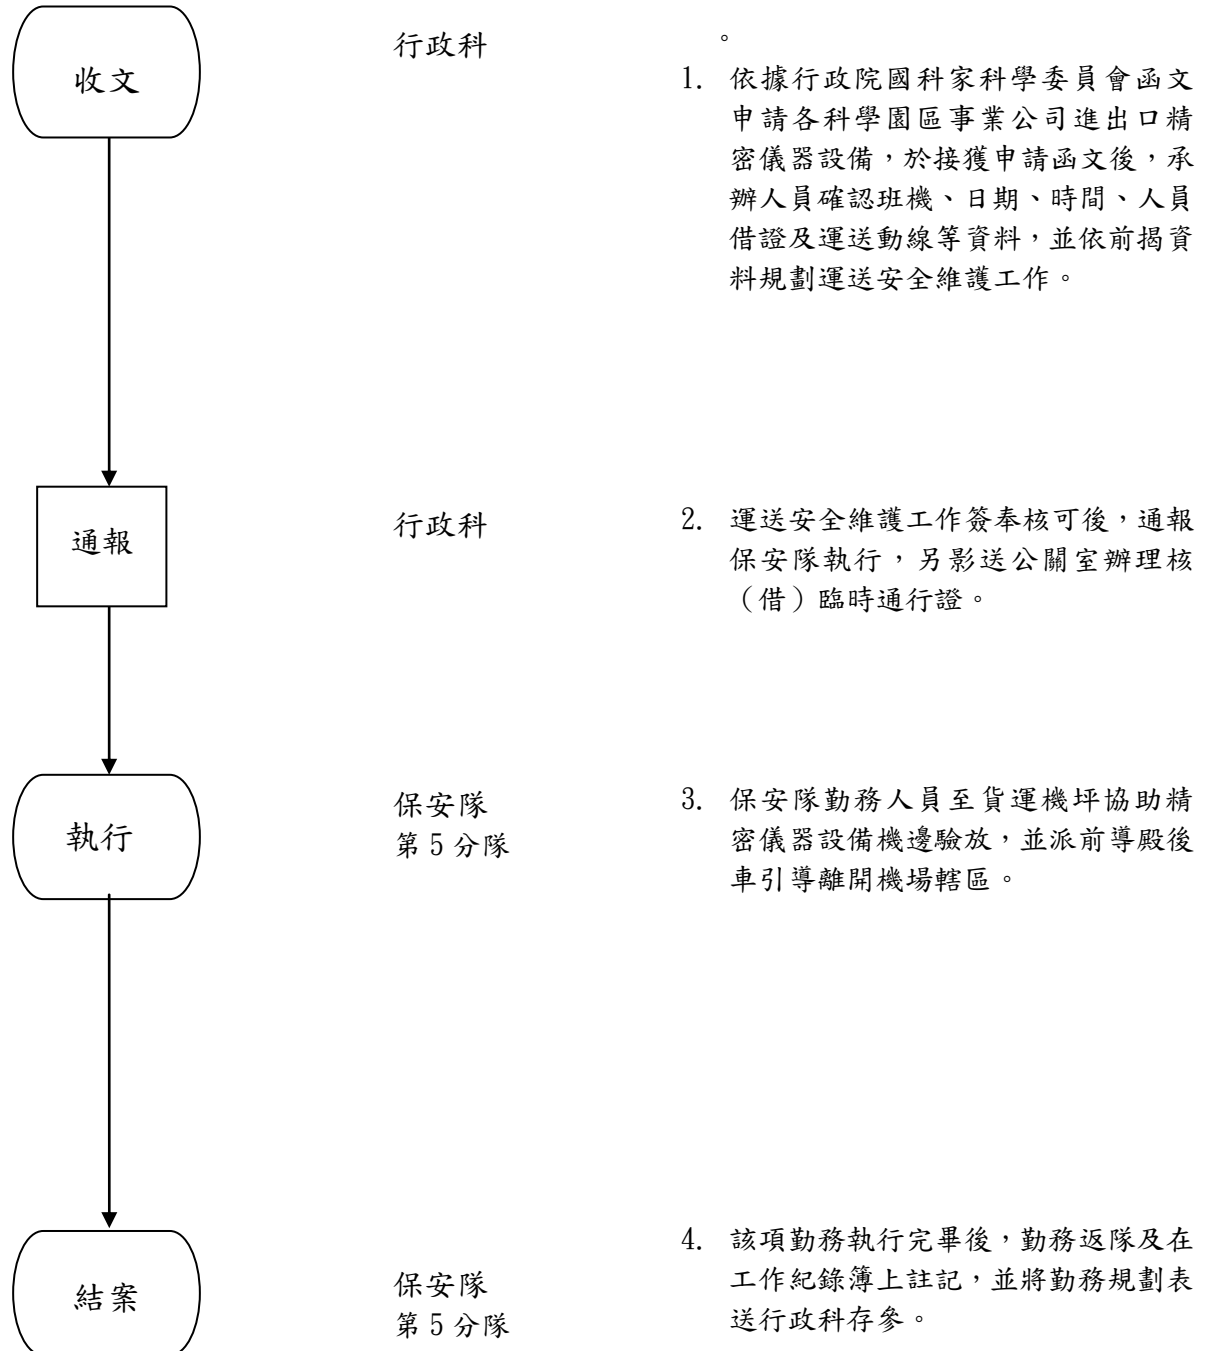 收文
行政科
。
1. 依據行政院國科家科學委員會函文
申請各科學園區事業公司進出口精
密儀器設備，於接獲申請函文後，承
辦人員確認班機、日期、時間、人員
借證及運送動線等資料，並依前揭資
料規劃運送安全維護工作。
通報
行政科
2. 運送安全維護工作簽奉核可後，通報
保安隊執行，另影送公關室辦理核
（借）臨時通行證。
執行
保安隊
第5分隊
3. 保安隊勤務人員至貨運機坪協助精
密儀器設備機邊驗放，並派前導殿後
車引導離開機場轄區。
結案
保安隊
第5分隊
4. 該項勤務執行完畢後，勤務返隊及在
工作紀錄簿上註記，並將勤務規劃表
送行政科存參。